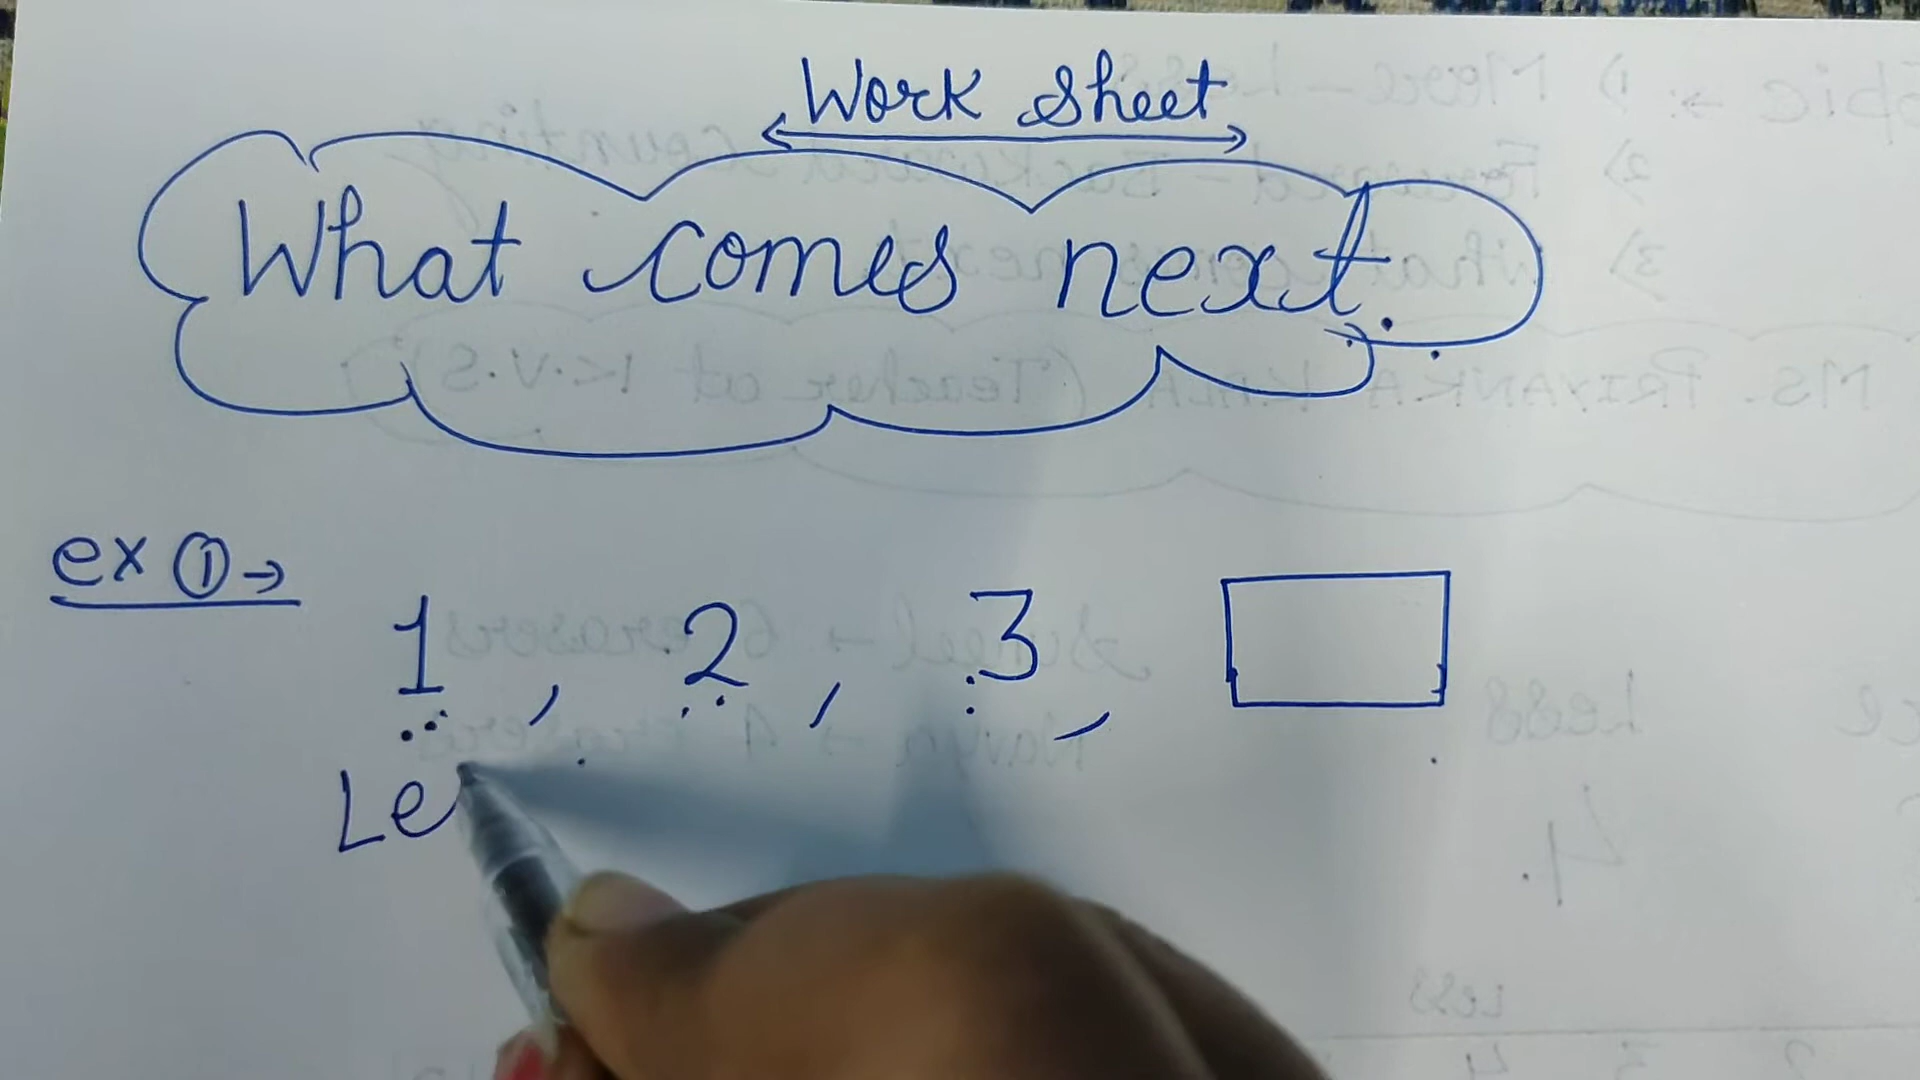 Work Sheet
What comes next.
ex ① →
1 , 2 , 3 ,
Le